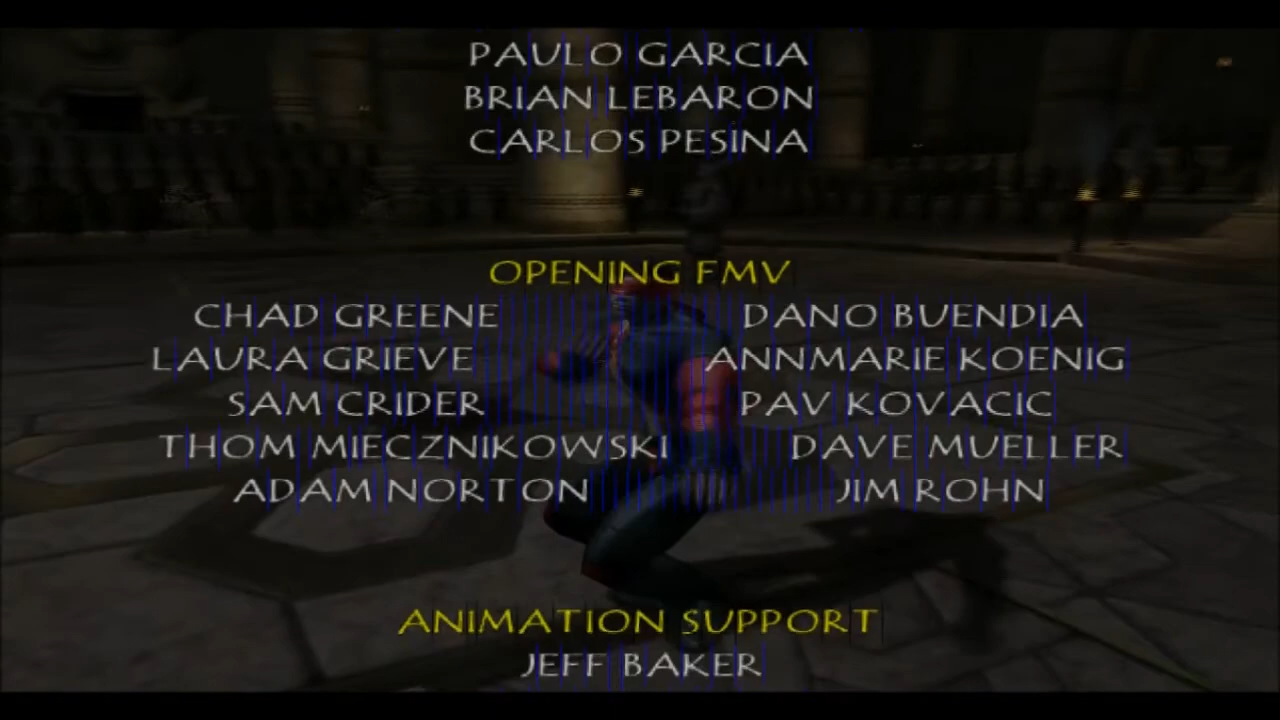 PAULO GARCIA
BRIAN LEBARON
CARLOS PESINA
OPENING FMV
CHAD GREENE DANO BUENDIA
LAURA GRIEVE ANNMARIE KOENIG
SAM CRIDER PAV KOVACIC
THOM MIECZNIKOWSKI DAVE MUELLER
ADAM NORTON JIM ROHN
ANIMATION SUPPORT
JEFF BAKER